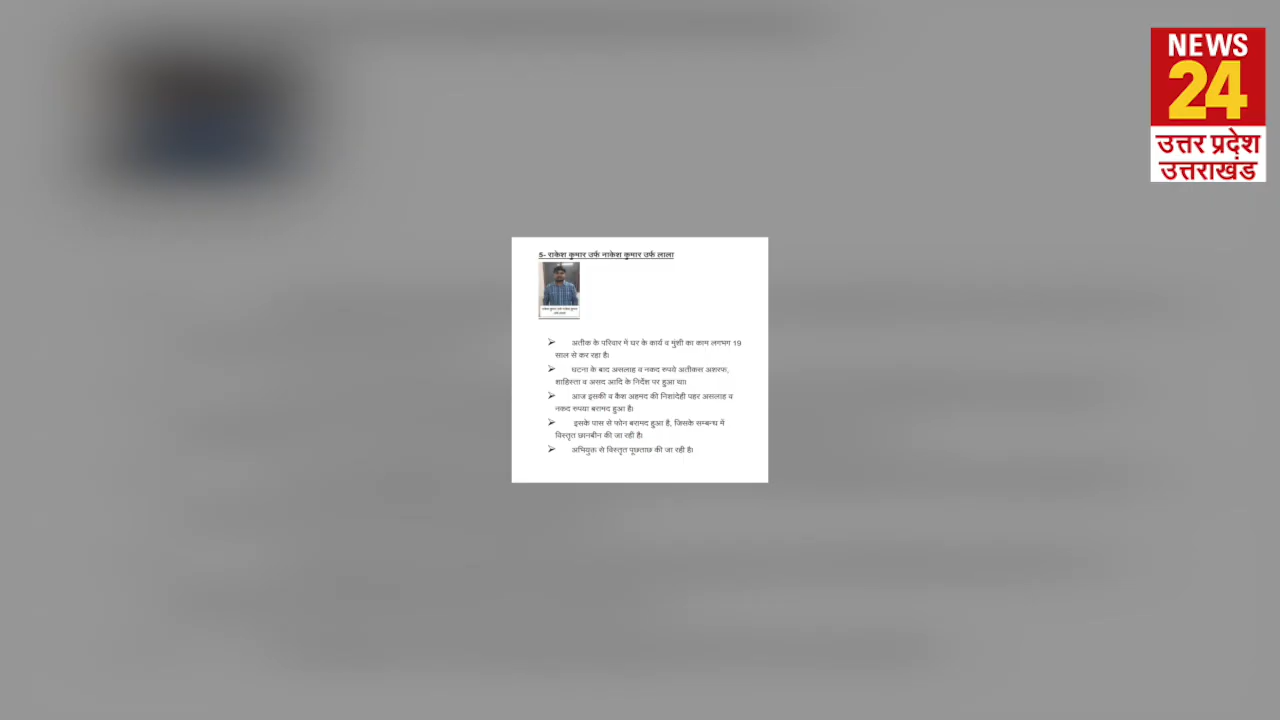 NEWS
24
उत्तर प्रदेश
उत्तराखंड
5- राकेश कुमार उर्फ नाकेश कुमार उर्फ लाला
अतीक के परिवार में घर के कार्य व मुंशी का काम लगभग 19
साल से कर रहा है।
घटना के बाद असलाह व नकद रुपये अतीकस अशरफ,
शाहिस्ता व असद आदि के निर्देश पर हुआ था।
आज इसकी व कैश अहमद की निशादेही पहर असलाह व
नकद रुपया बरामद हुआ है।
इसके पास से फोन बरामद हुआ है, जिसके सम्बन्ध में
विस्तृत छानबीन की जा रही है।
अभियुक्त से विस्तृत पूछताछ की जा रही है।